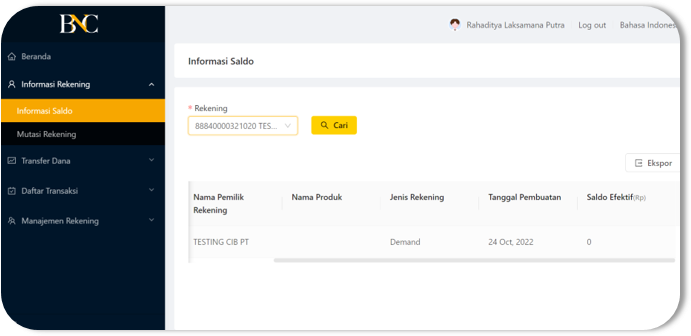 BNC
Rahaditya Laksamana Putra Log out Bahasa Indones
Beranda
Informasi Rekening
Informasi Saldo
Mutasi Rekening
Transfer Dana
Daftar Transaksi
Manajemen Rekening
Informasi Saldo
* Rekening
88840000321020 TES...
Cari
Ekspor
Nama Pemilik Rekening Nama Produk Jenis Rekening Tanggal Pembuatan Saldo Efektif(Rp)
TESTING CIB PT Demand 24 Oct, 2022 0